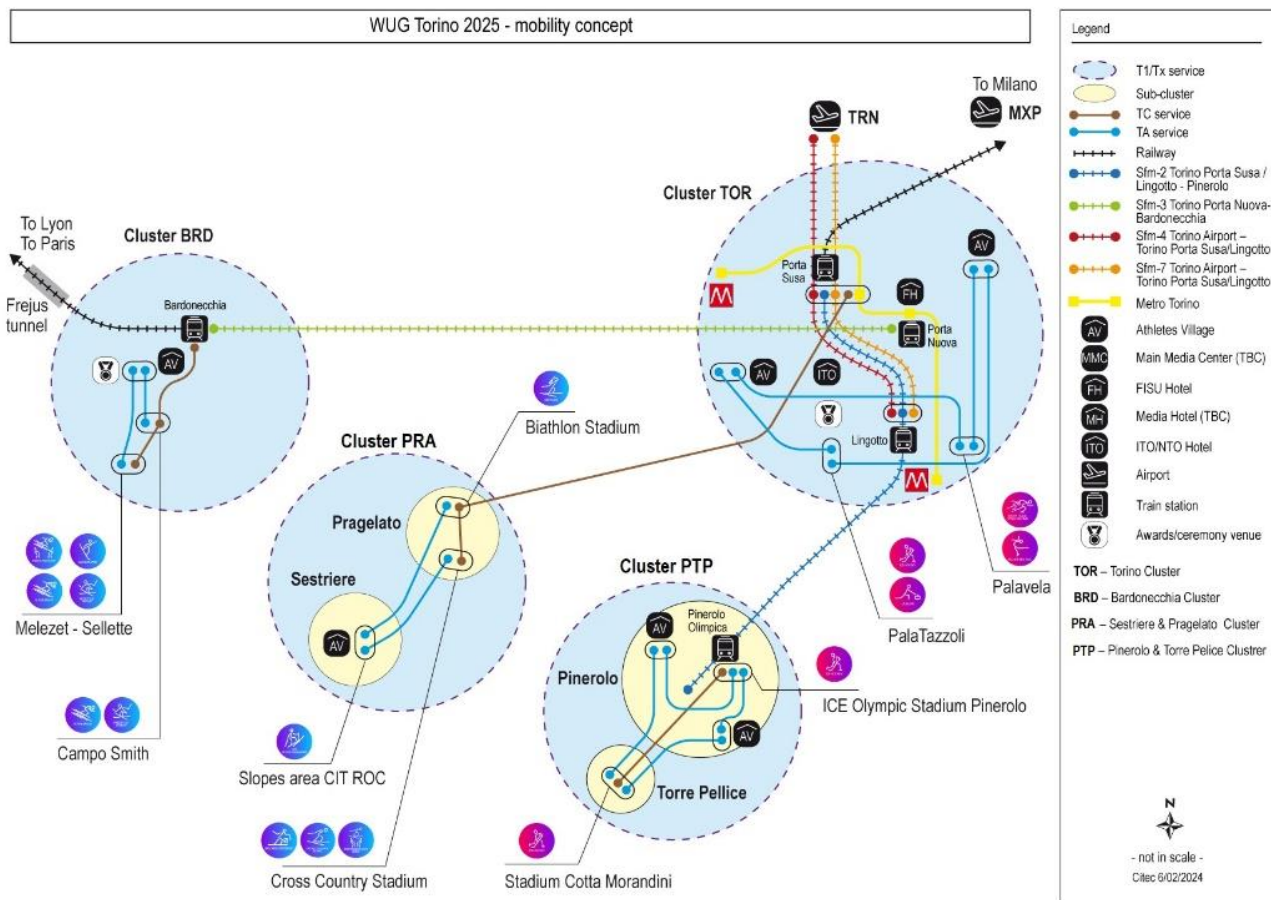 WUG Torino 2025 - mobility concept
To Milano
MXP
TRN
Cluster TOR
To Lyon
To Paris
Cluster BRD
Frejus
tunnel
Bardonecchia
AV
Porta
Susa
AV
FH
M
Porta
Nuova
AV
ITO
Biathlon Stadium
Cluster PRA
Lingotto
M
Pragelato
Sestriere
AV
Cluster PTP
Palavela
PalaTazzoli
Melezet - Sellette
Pinerolo
Olimpica
AV
Pinerolo
ICE Olympic Stadium Pinerolo
AV
Campo Smith
Slopes area CIT ROC
Torre Pellice
Cross Country Stadium
Stadium Cotta Morandini
Legend
T1/Tx service
Sub-cluster
TC service
TA service
Railway
Sfm-2 Torino Porta Susa /
Lingotto - Pinerolo
Sfm-3 Torino Porta Nuova-
Bardonecchia
Sfm-4 Torino Airport –
Torino Porta Susa/Lingotto
Sfm-7 Torino Airport –
Torino Porta Susa/Lingotto
Metro Torino
AV Athletes Village
MMC Main Media Center (TBC)
FH FISU Hotel
MH Media Hotel (TBC)
ITO ITO/NTO Hotel
Airport
Train station
Awards/ceremony venue
TOR – Torino Cluster
BRD – Bardonecchia Cluster
PRA – Sestriere & Pragelato Cluster
PTP – Pinerolo & Torre Pelice Clustrer
N
- not in scale -
Citec 6/02/2024